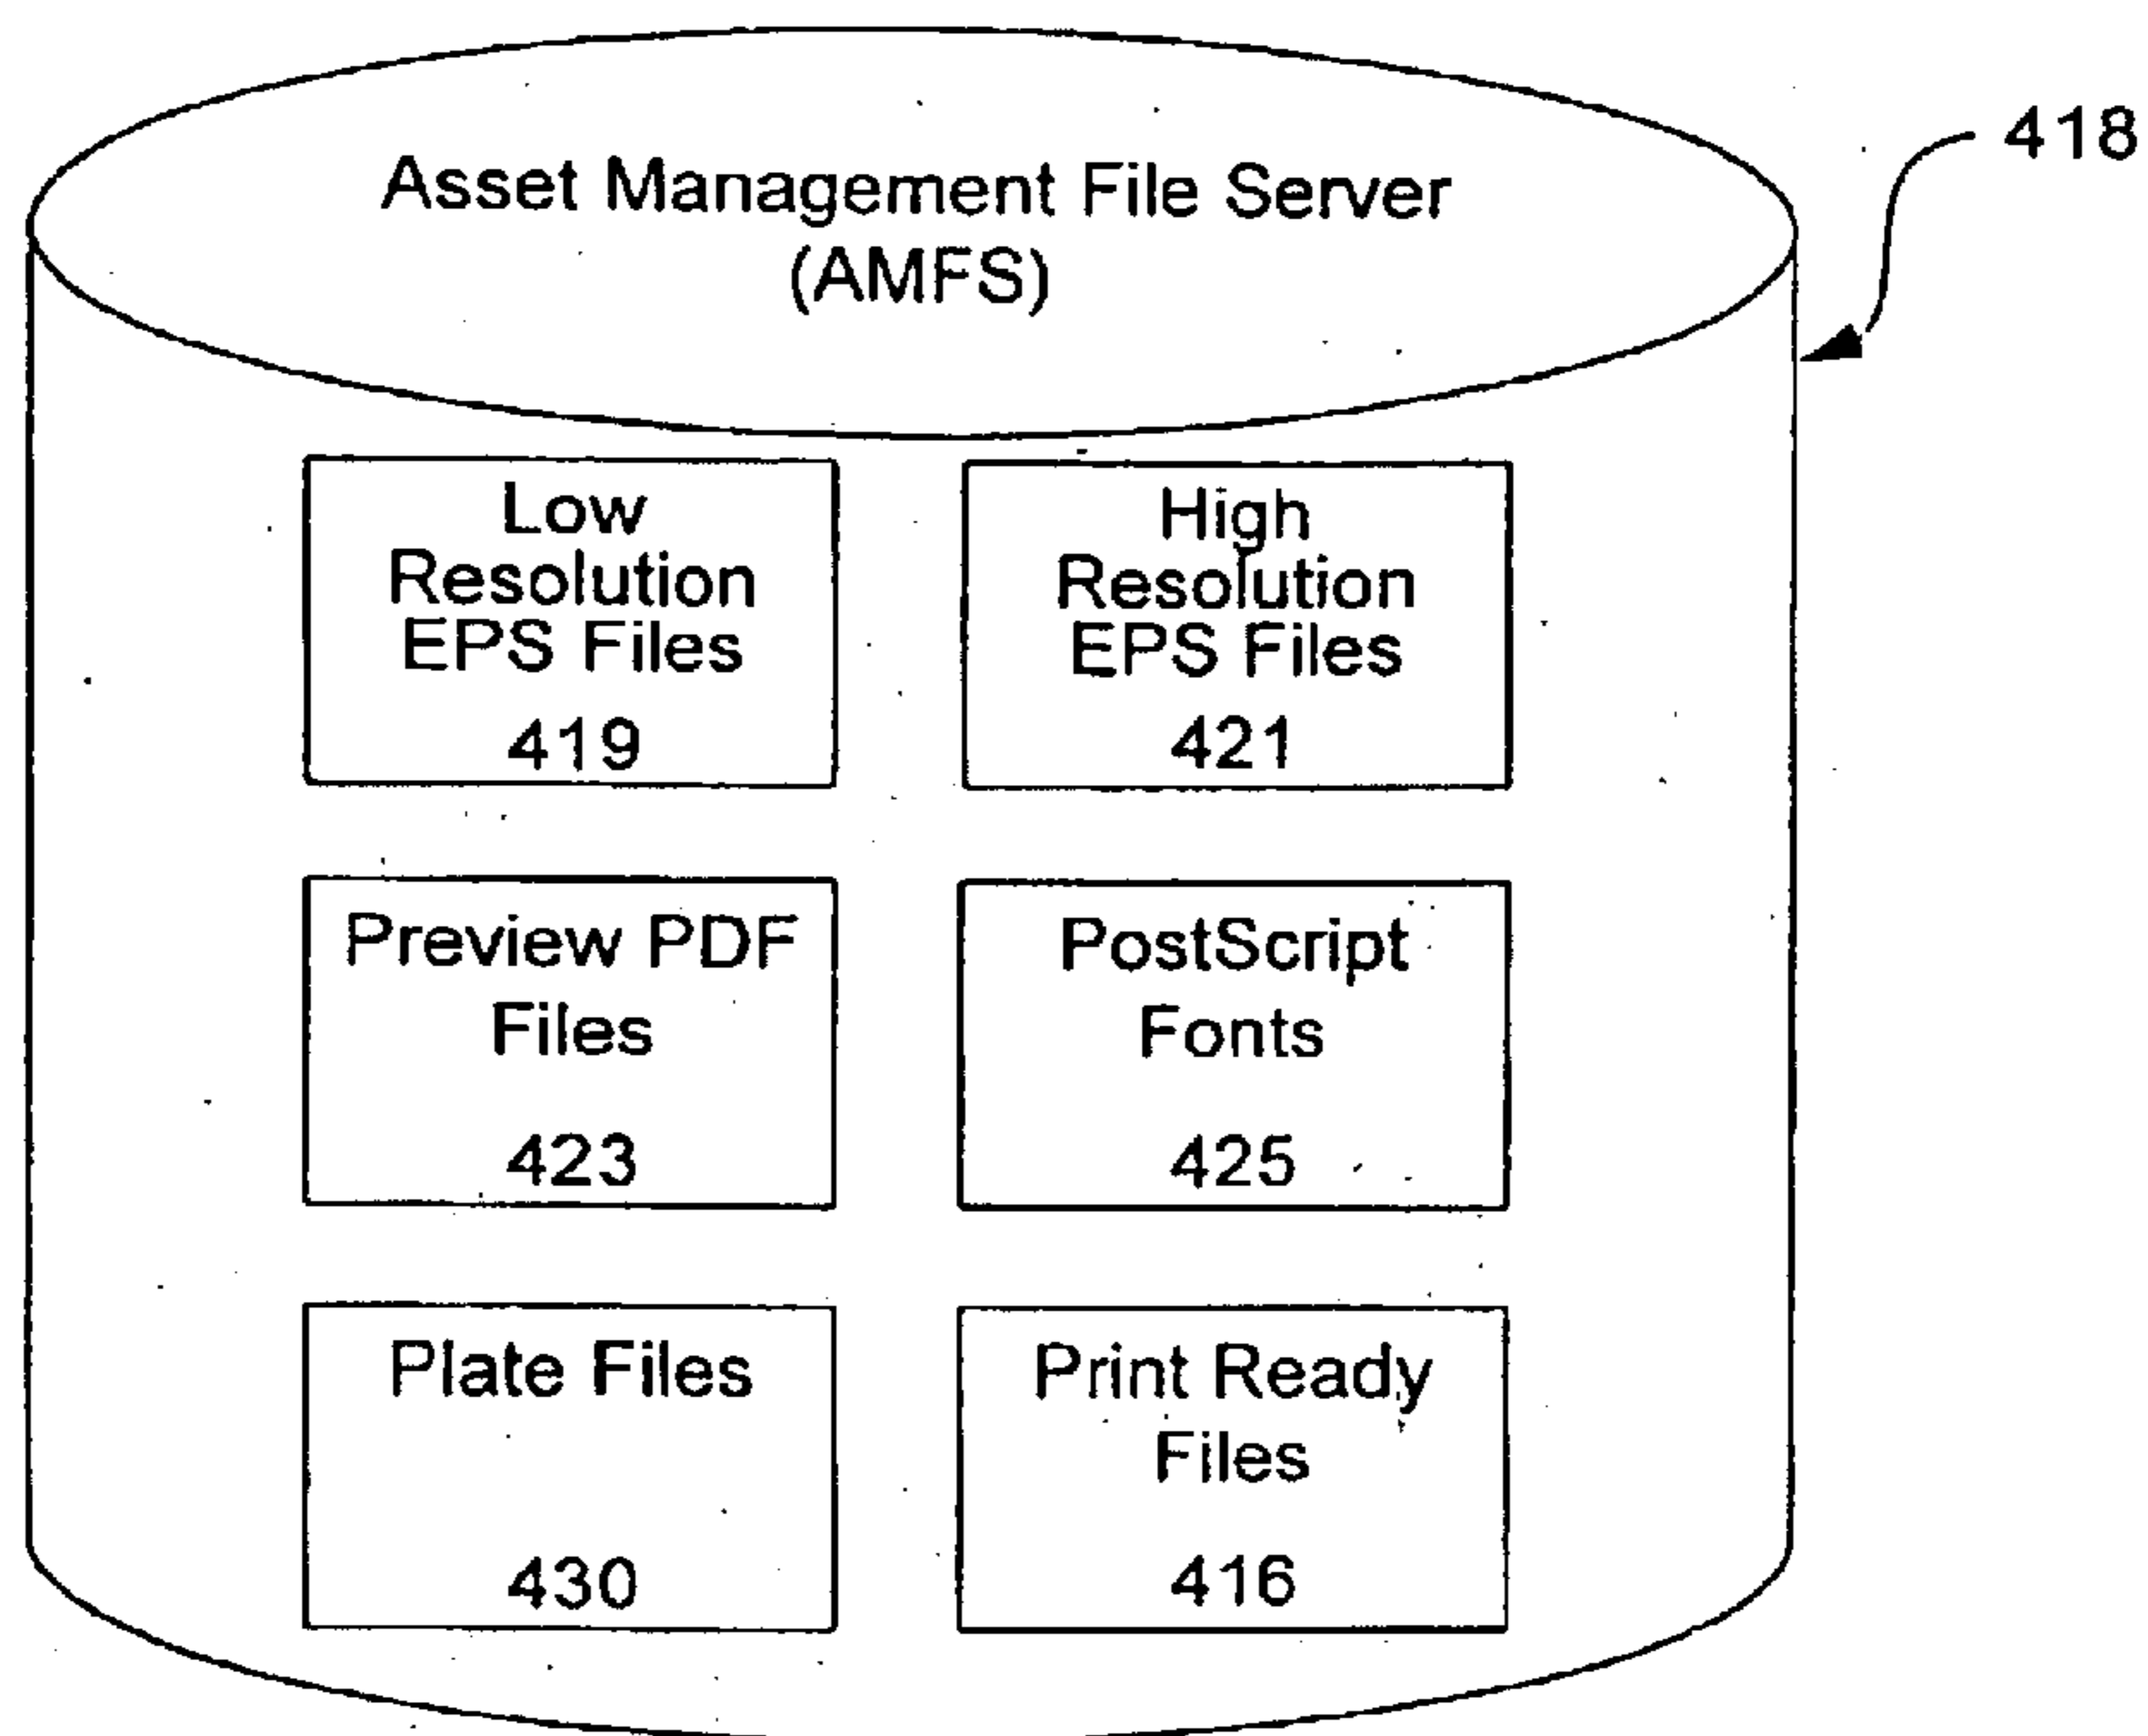 Asset Management File Server
(AMFS)
418
Low
Resolution
EPS Files
419
High
Resolution
EPS Files
421
Preview PDF
Files
423
PostScript
Fonts
425
Plate Files
430
Print Ready
Files
416